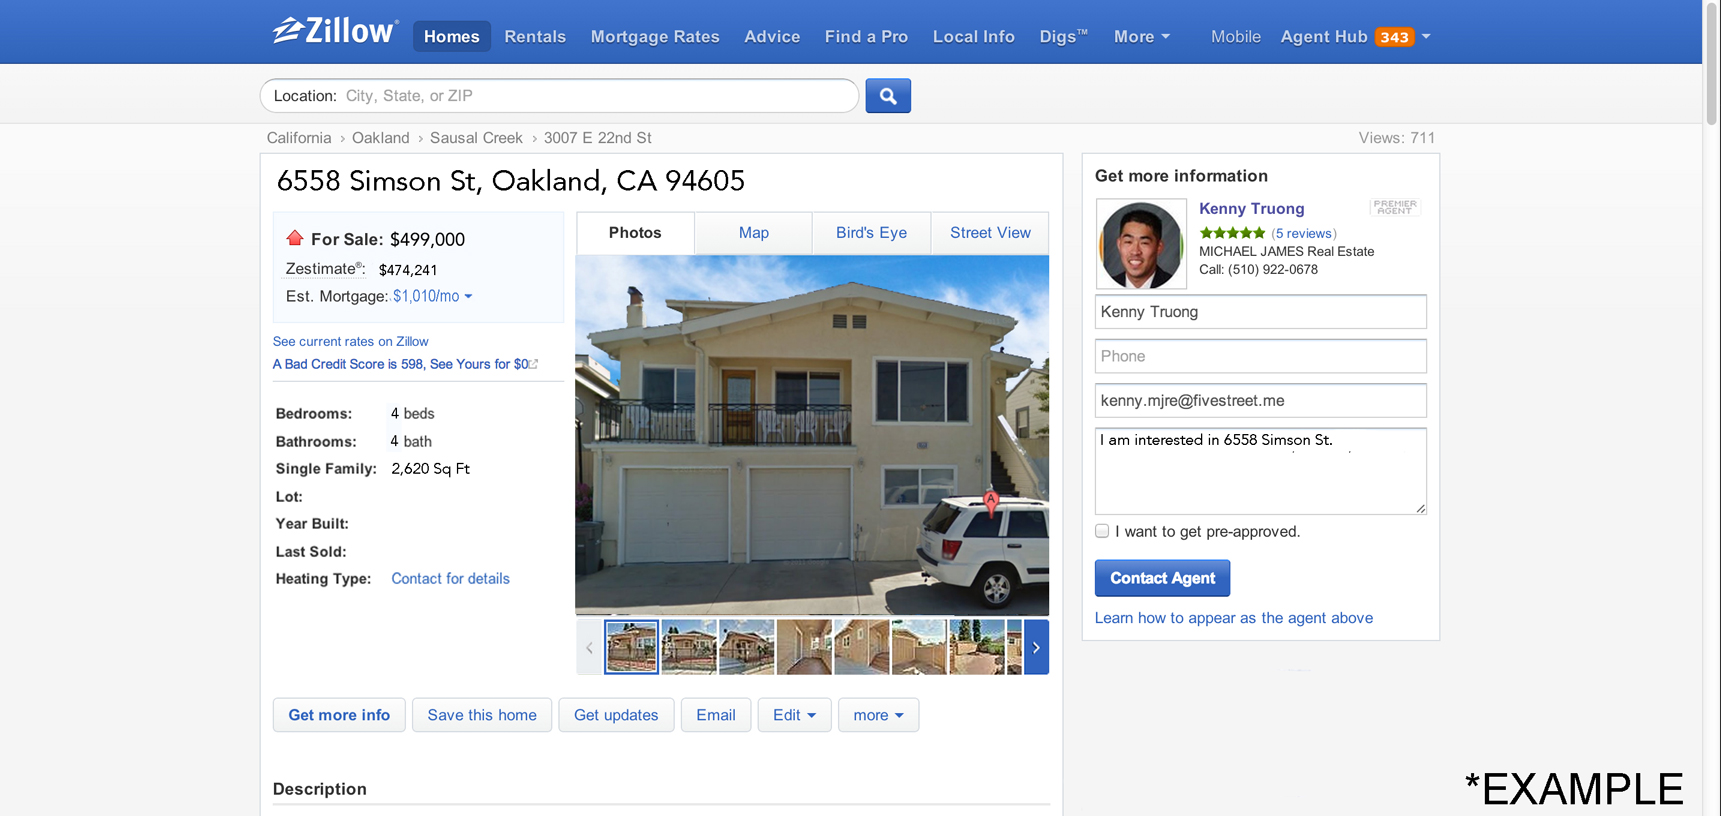 Zillow®
Homes Rentals Mortgage Rates Advice Find a Pro Local Info Digs™ More Mobile Agent Hub 343
Location: City, State, or ZIP
California › Oakland › Sausal Creek › 3007 E 22nd St
Views: 711
6558 Simson St, Oakland, CA 94605
For Sale: $499,000
Zestimate®: $474,241
Est. Mortgage: $1,010/mo
See current rates on Zillow
A Bad Credit Score is 598, See Yours for $0
Bedrooms: 4 beds
Bathrooms: 4 bath
Single Family: 2,620 Sq Ft
Lot:
Year Built:
Last Sold:
Heating Type: Contact for details
Photos Map Bird's Eye Street View
A
Get more info Save this home Get updates Email Edit more
Description
Get more information
Kenny Truong
PREMIER
AGENT
(5 reviews)
MICHAEL JAMES Real Estate
Call: (510) 922-0678
Kenny Truong
Phone
kenny.mjre@fivestreet.me
I am interested in 6558 Simson St.
I want to get pre-approved.
Contact Agent
Learn how to appear as the agent above
*EXAMPLE